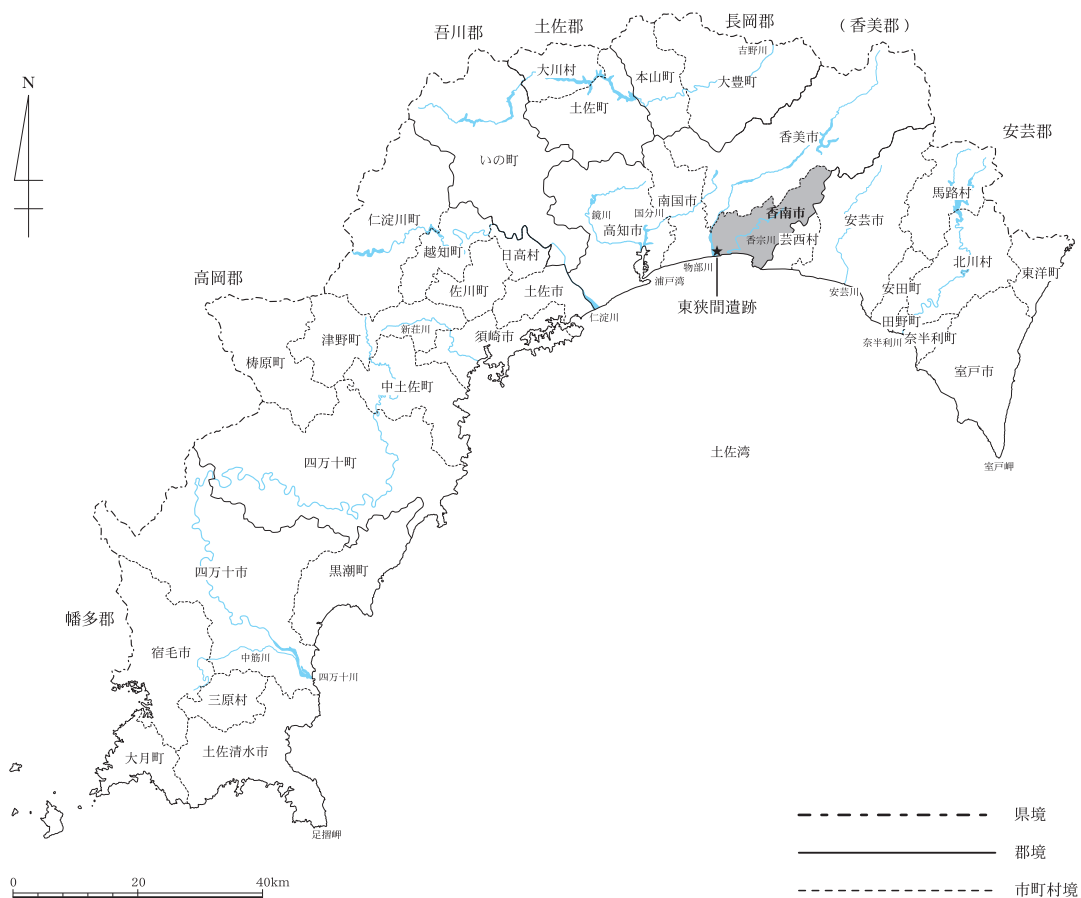 長岡郡
土佐郡
(香美郡)
吾川郡
吉野川
大川村
本山町
大豊町
N
土佐町
香美市
安芸郡
いの町
馬路村
南国市
仁淀川町
鏡川
国分川
香南市
安芸市
高知市
香宗川
芸西村
越知町
日高村
北川村
物部川
東洋町
高岡郡
浦戸湾
佐川町
土佐市
安田町
安芸川
東狭間遺跡
仁淀川
田野町
新荘川
津野町
須崎市
奈半利川
奈半利町
梼原町
室戸市
中土佐町
土佐湾
四万十町
室戸岬
黒潮町
四万十市
幡多郡
宿毛市
中筋川
四万十川
三原村
土佐清水市
大月町
足摺岬
県境
郡境
市町村境
0
20
40km